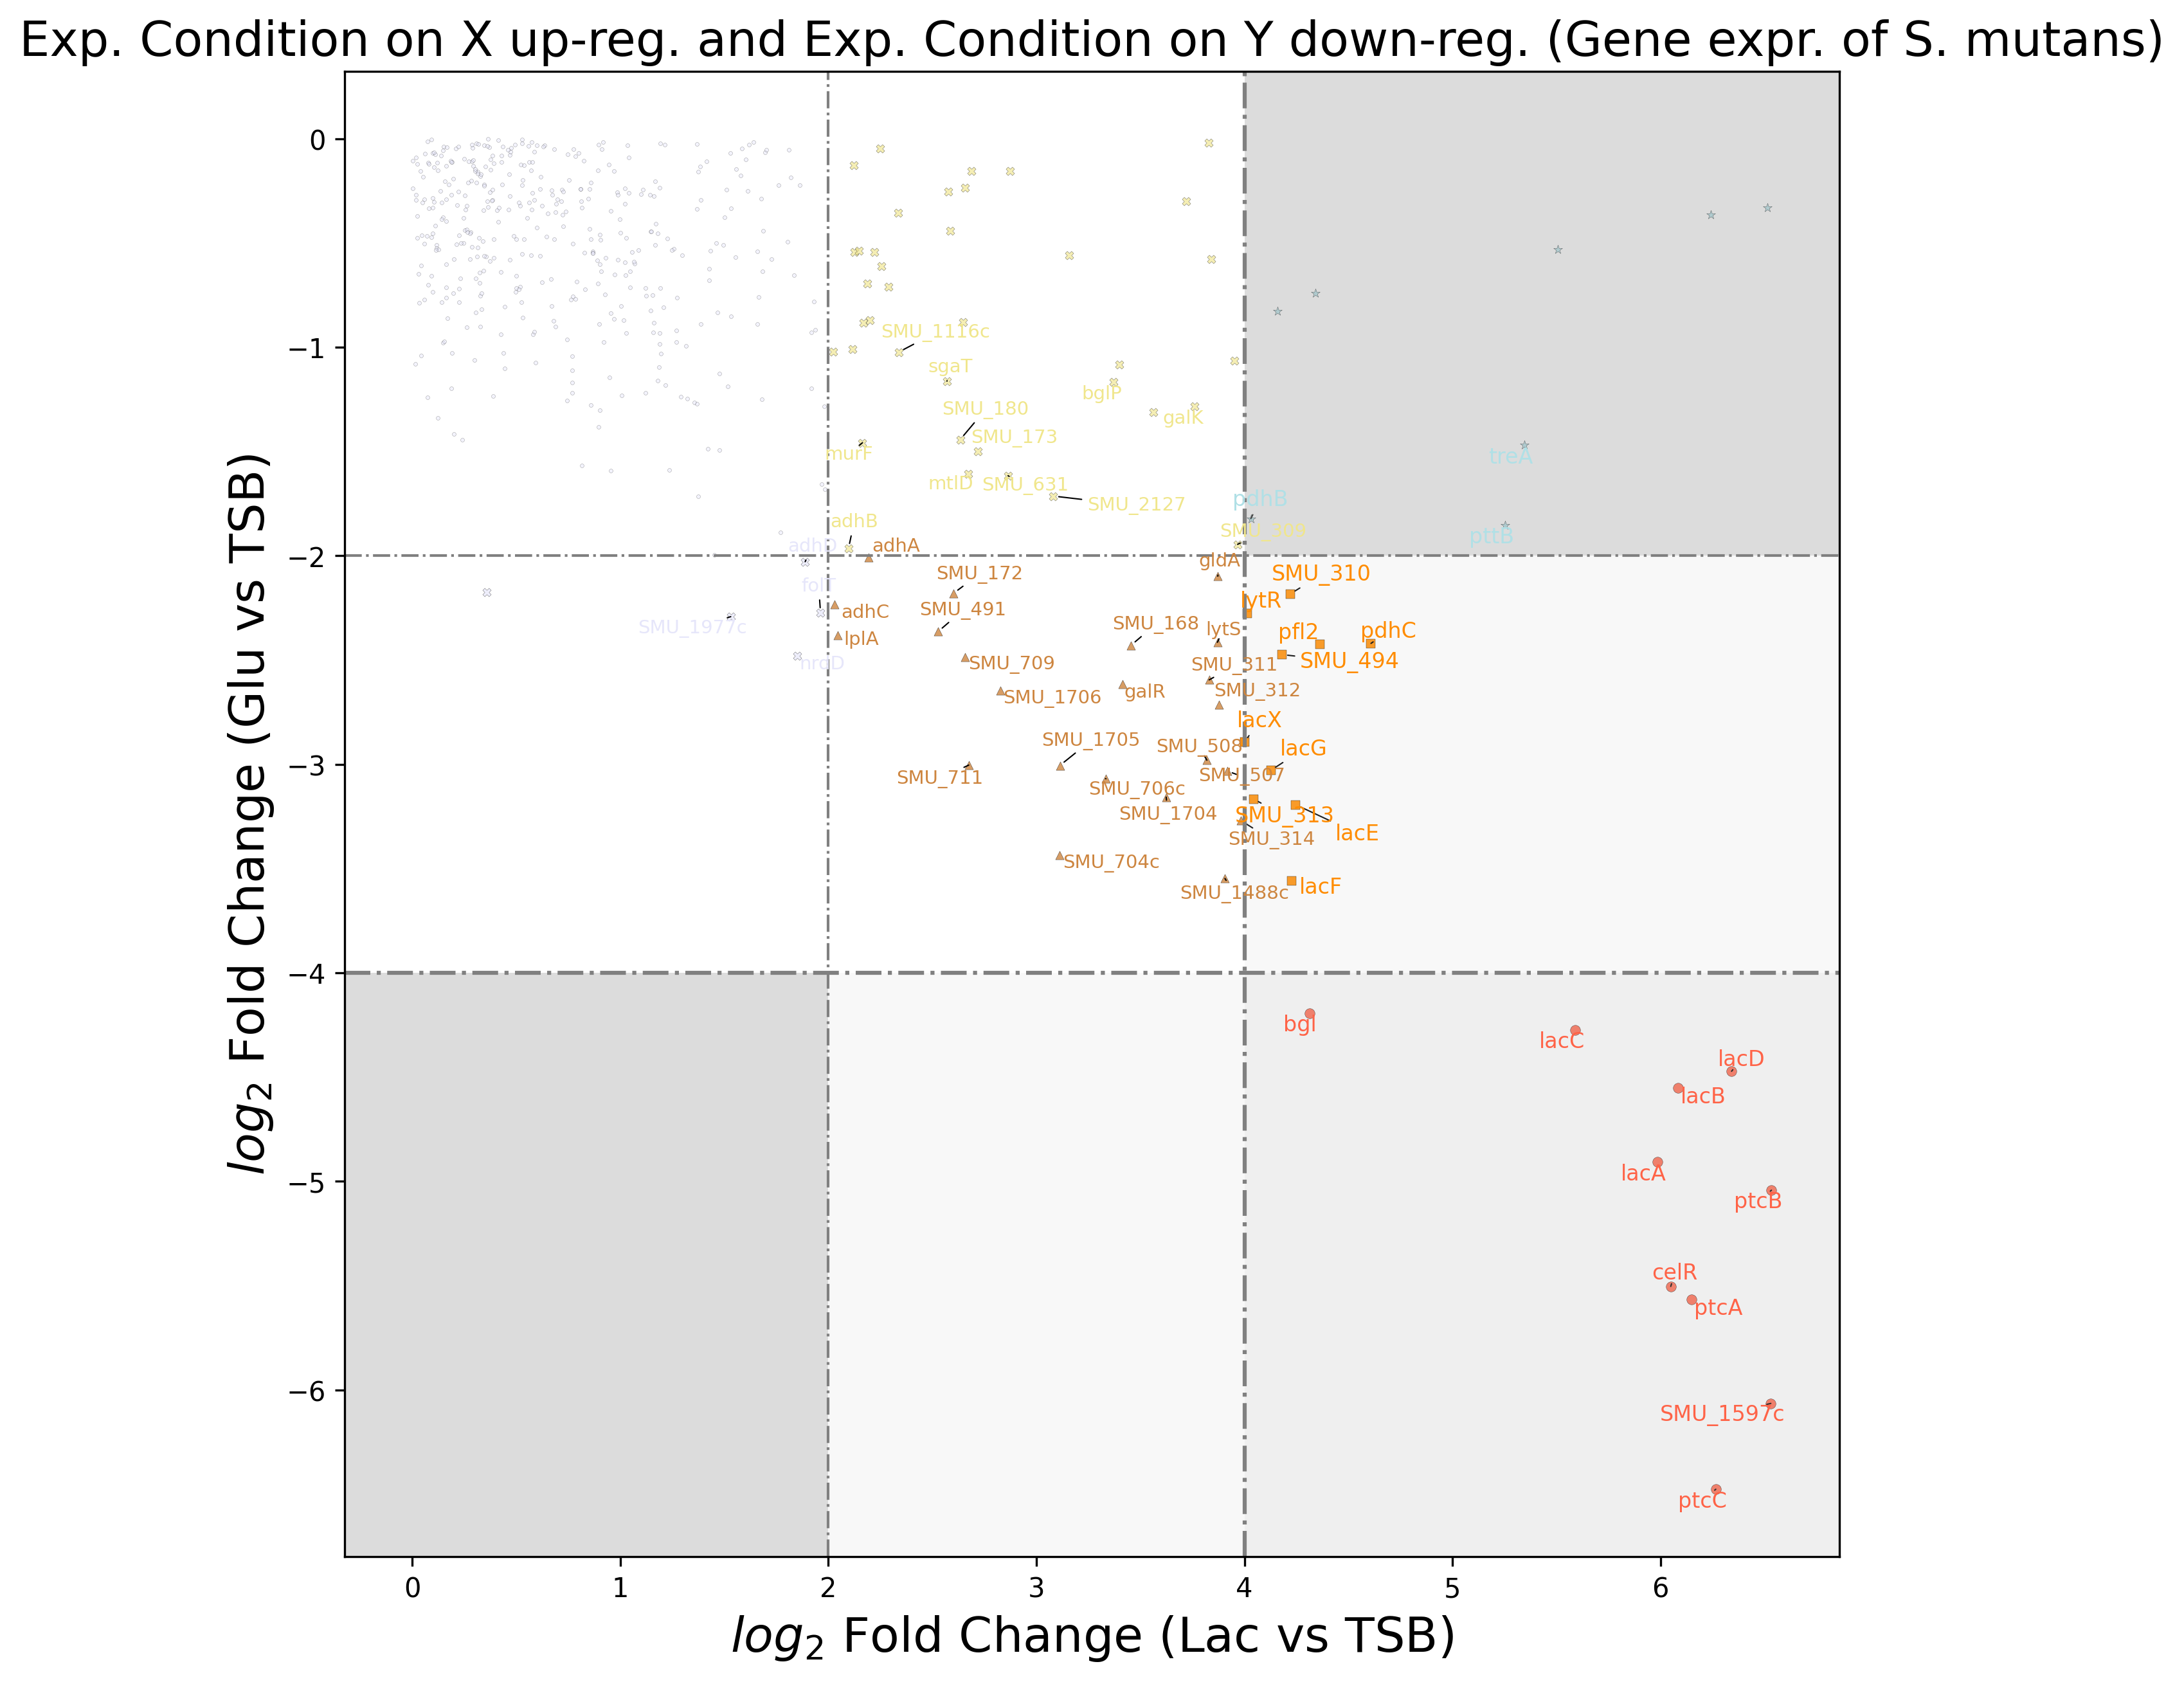 Exp. Condition on X up-reg. and Exp. Condition on Y down-reg. (Gene expr. of S. mutans)
log2 Fold Change (Glu vs TSB)
0
−1
−2
−3
−4
−5
−6
SMU_1116c
sgaT
bglP
SMU_180
galK
SMU_173
murF
treA
mtlD
SMU_631
pdhB
SMU_2127
adhB
SMU_309
pttB
adhD
adhA
gldA
SMU_172
SMU_310
folT
lytR
adhC
SMU_491
SMU_1977c
SMU_168
lytS
pfl2
pdhC
lplA
nrdD
SMU_709
SMU_311
SMU_494
SMU_1706
galR
SMU_312
lacX
SMU_1705
SMU_508
lacG
SMU_711
SMU_507
SMU_706c
SMU_1704
SMU_313
SMU_314
lacE
SMU_704c
SMU_1488c
lacF
bgl
lacC
lacD
lacB
lacA
ptcB
celR
ptcA
SMU_1597c
ptcC
0 1 2 3 4 5 6
log2 Fold Change (Lac vs TSB)